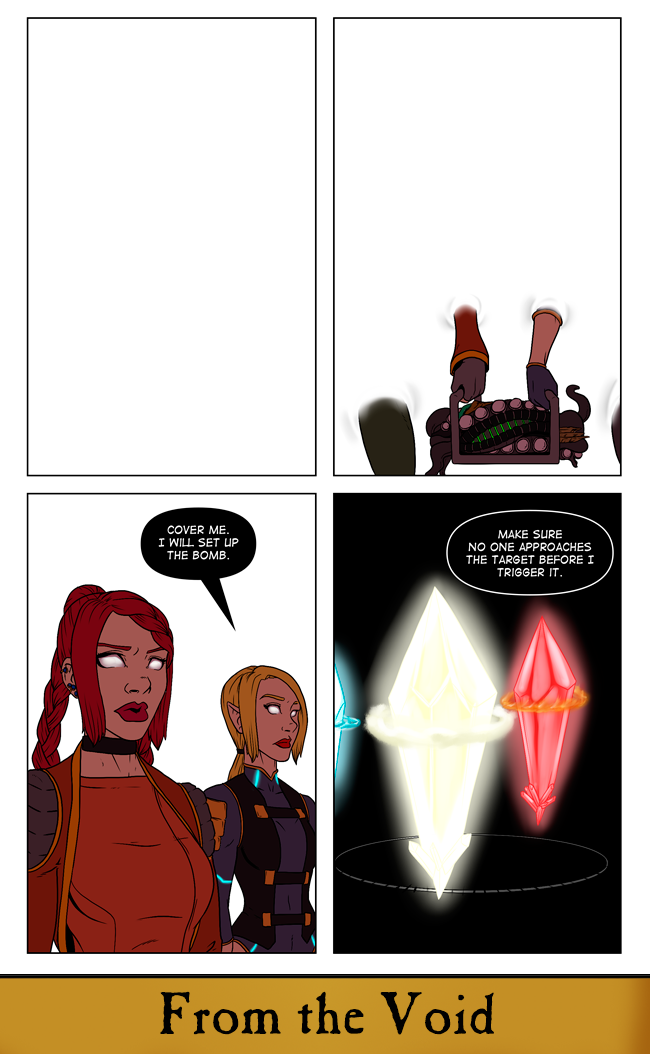 COVER ME.
I WILL SET UP
THE BOMB.
MAKE SURE
NO ONE APPROACHES
THE TARGET BEFORE I
TRIGGER IT.
From the Void